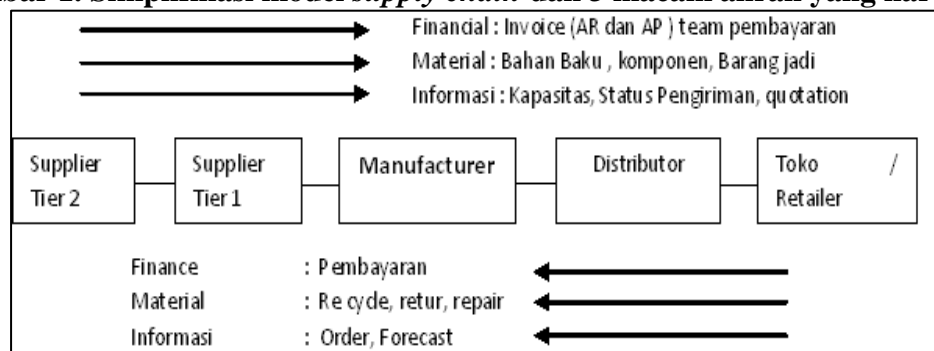 Financial : Invoice (AR dan AP ) team pembayaran
Material : Bahan Baku , komponen, Barang jadi
Informasi : Kapasitas, Status Pengiriman, quotation
Supplier Tier 2
Supplier Tier 1
Manufacturer
Distributor
Toko / Retailer
Finance : Pembayaran
Material : Re cycle, retur, repair
Informasi : Order, Forecast